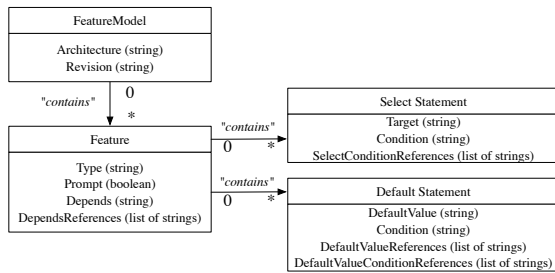 FeatureModel
Architecture (string)
Revision (string)
"contains"
0
*
Feature
Type (string)
Prompt (boolean)
Depends (string)
DependsReferences (list of strings)
"contains"
0
*
Select Statement
Target (string)
Condition (string)
SelectConditionReferences (list of strings)
"contains"
0
*
Default Statement
DefaultValue (string)
Condition (string)
DefaultValueReferences (list of strings)
DefaultValueConditionReferences (list of strings)